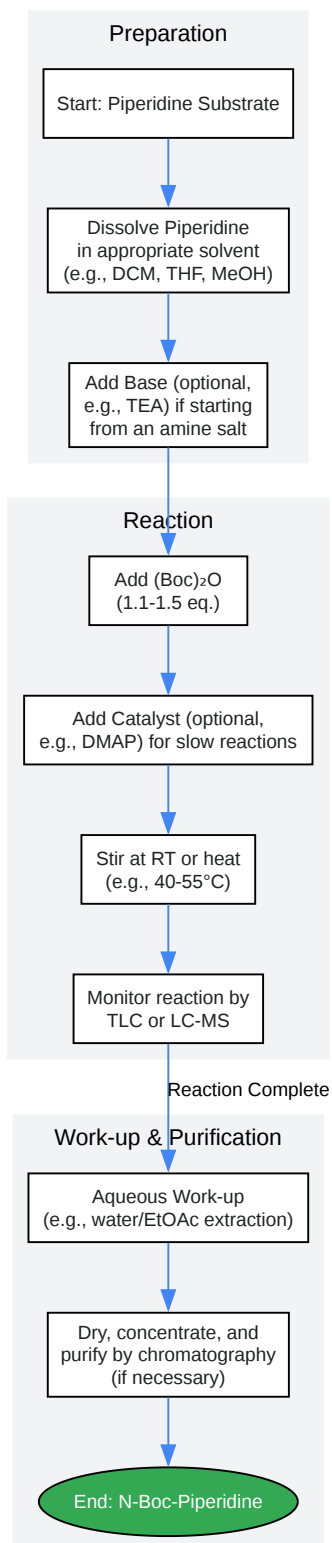 Preparation
Start: Piperidine Substrate
Dissolve Piperidine
in appropriate solvent
(e.g., DCM, THF, MeOH)
Add Base (optional,
e.g., TEA) if starting
from an amine salt
Reaction
Add (Boc)₂O
(1.1-1.5 eq.)
Add Catalyst (optional,
e.g., DMAP) for slow reactions
Stir at RT or heat
(e.g., 40-55°C)
Monitor reaction by
TLC or LC-MS
Reaction Complete
Work-up & Purification
Aqueous Work-up
(e.g., water/EtOAc extraction)
Dry, concentrate, and
purify by chromatography
(if necessary)
End: N-Boc-Piperidine